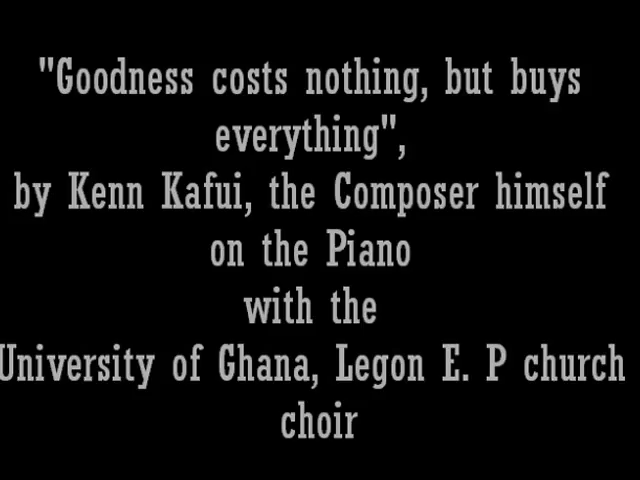 "Goodness costs nothing, but buys
everything",
by Kenn Kafui, the Composer himself
on the Piano
with the
University of Ghana, Legon E. P church
choir